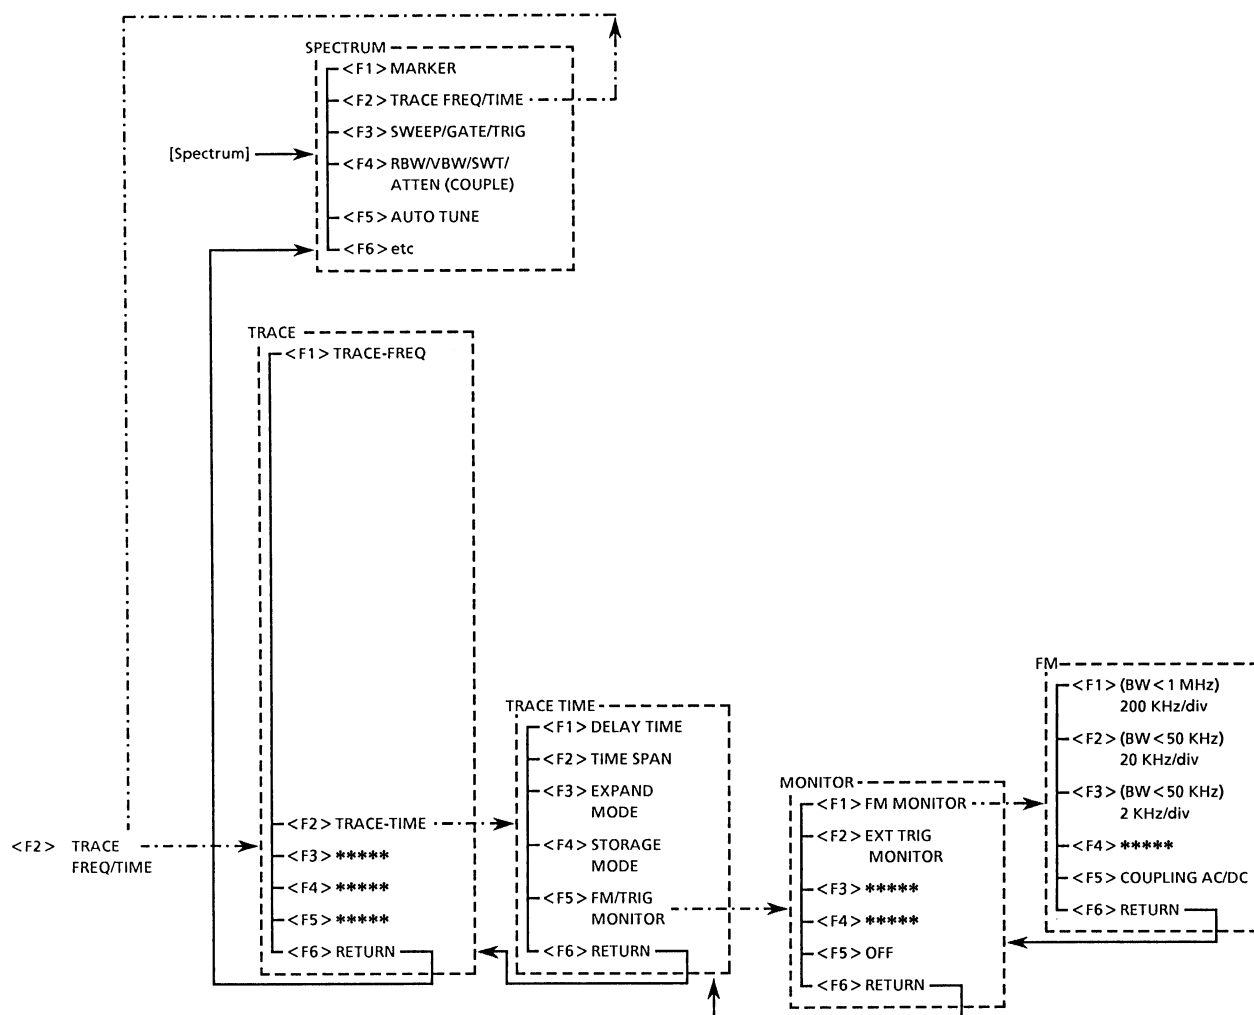 SPECTRUM
<F1> MARKER
<F2> TRACE FREQ/TIME
<F3> SWEEP/GATE/TRIG
[Spectrum]
<F4> RBW/VBW/SWT/
ATTEN (COUPLE)
<F5> AUTO TUNE
<F6> etc
TRACE
<F1> TRACE-FREQ
<F2> TRACE-TIME
<F3> *****
<F4> *****
<F5> *****
<F6> RETURN
<F2> TRACE
FREQ/TIME
TRACE TIME
<F1> DELAY TIME
<F2> TIME SPAN
<F3> EXPAND
MODE
<F4> STORAGE
MODE
<F5> FM/TRIG
MONITOR
<F6> RETURN
MONITOR
<F1> FM MONITOR
<F2> EXT TRIG
MONITOR
<F3> *****
<F4> *****
<F5> OFF
<F6> RETURN
FM
<F1> (BW < 1 MHz)
200 KHz/div
<F2> (BW < 50 KHz)
20 KHz/div
<F3> (BW < 50 KHz)
2 KHz/div
<F4> *****
<F5> COUPLING AC/DC
<F6> RETURN